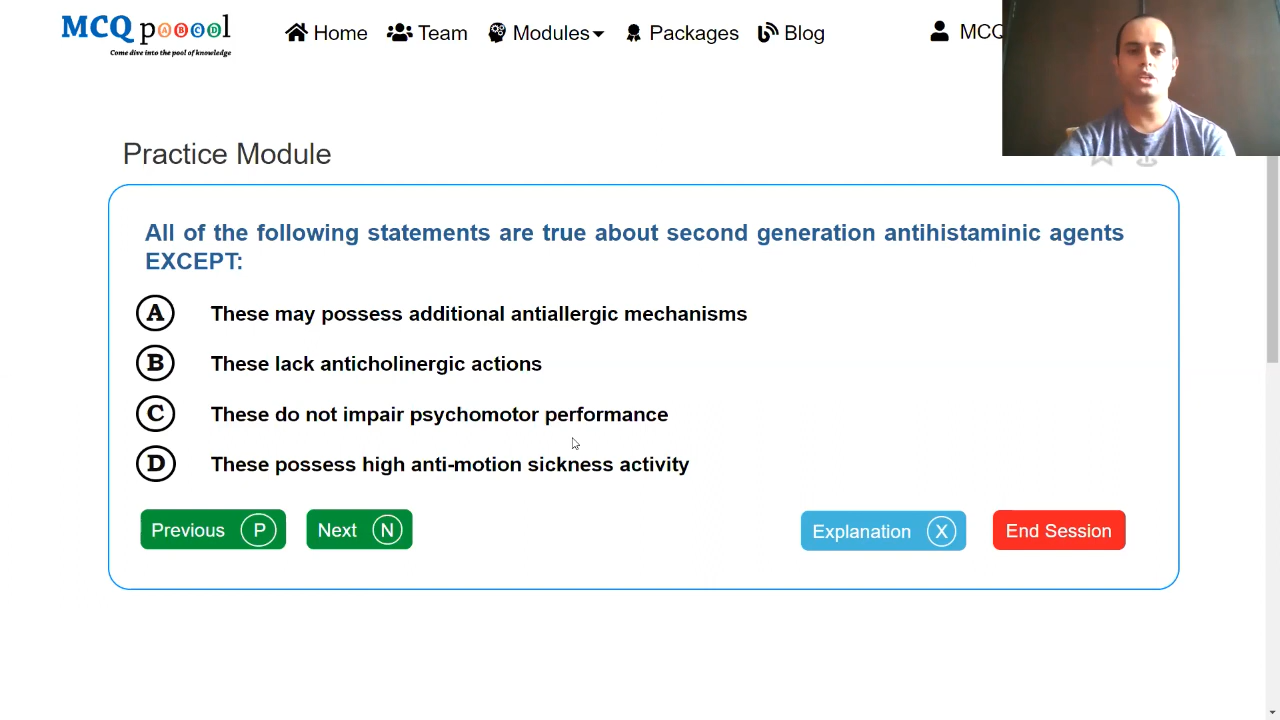 MCQ pABCDl
Come dive into the pool of knowledge
Home Team Modules Packages Blog MCQ
Practice Module
All of the following statements are true about second generation antihistaminic agents
EXCEPT:
A These may possess additional antiallergic mechanisms
B These lack anticholinergic actions
C These do not impair psychomotor performance
D These possess high anti-motion sickness activity
Previous P Next N Explanation X End Session